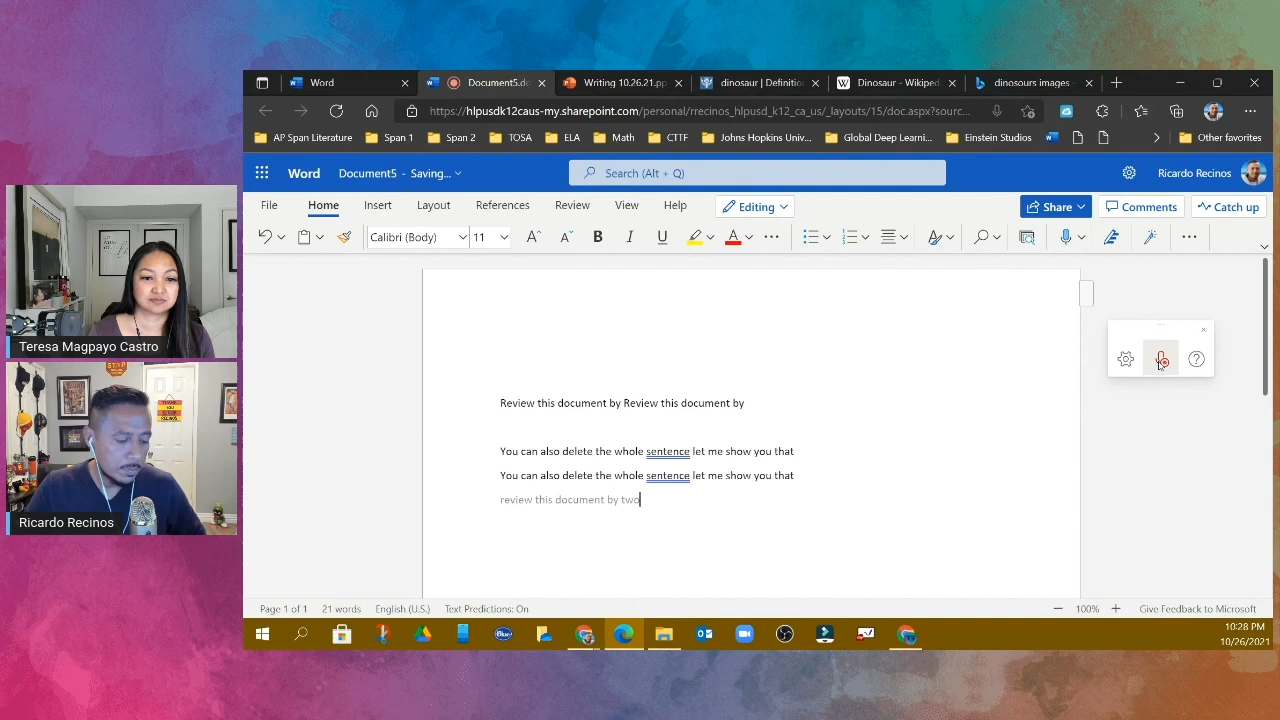 Word
Document5.do
Writing 10.26.21.pp
dinosaur | Definitio
Dinosaur - Wikiped
dinosours images -
https://hlpusdk12caus-my.sharepoint.com/personal/rrecinos_hlpusd_k12_ca_us/_layouts/15/doc.aspx?sourc...
AP Span Literature
Span 1
Span 2
TOSA
ELA
Math
CTTF
Johns Hopkins Univ...
Global Deep Learni...
Einstein Studios
Other favorites
Word
Document5 - Saving...
Search (Alt + Q)
Ricardo Recinos
File Home Insert Layout References Review View Help
Editing
Share
Comments
Catch up
Calibri (Body)
11
Review this document by Review this document by
You can also delete the whole sentence let me show you that
You can also delete the whole sentence let me show you that
review this document by two
Teresa Magpayo Castro
Ricardo Recinos
Page 1 of 1
21 words
English (U.S.)
Text Predictions: On
100%
Give Feedback to Microsoft
10:28 PM
10/26/2021